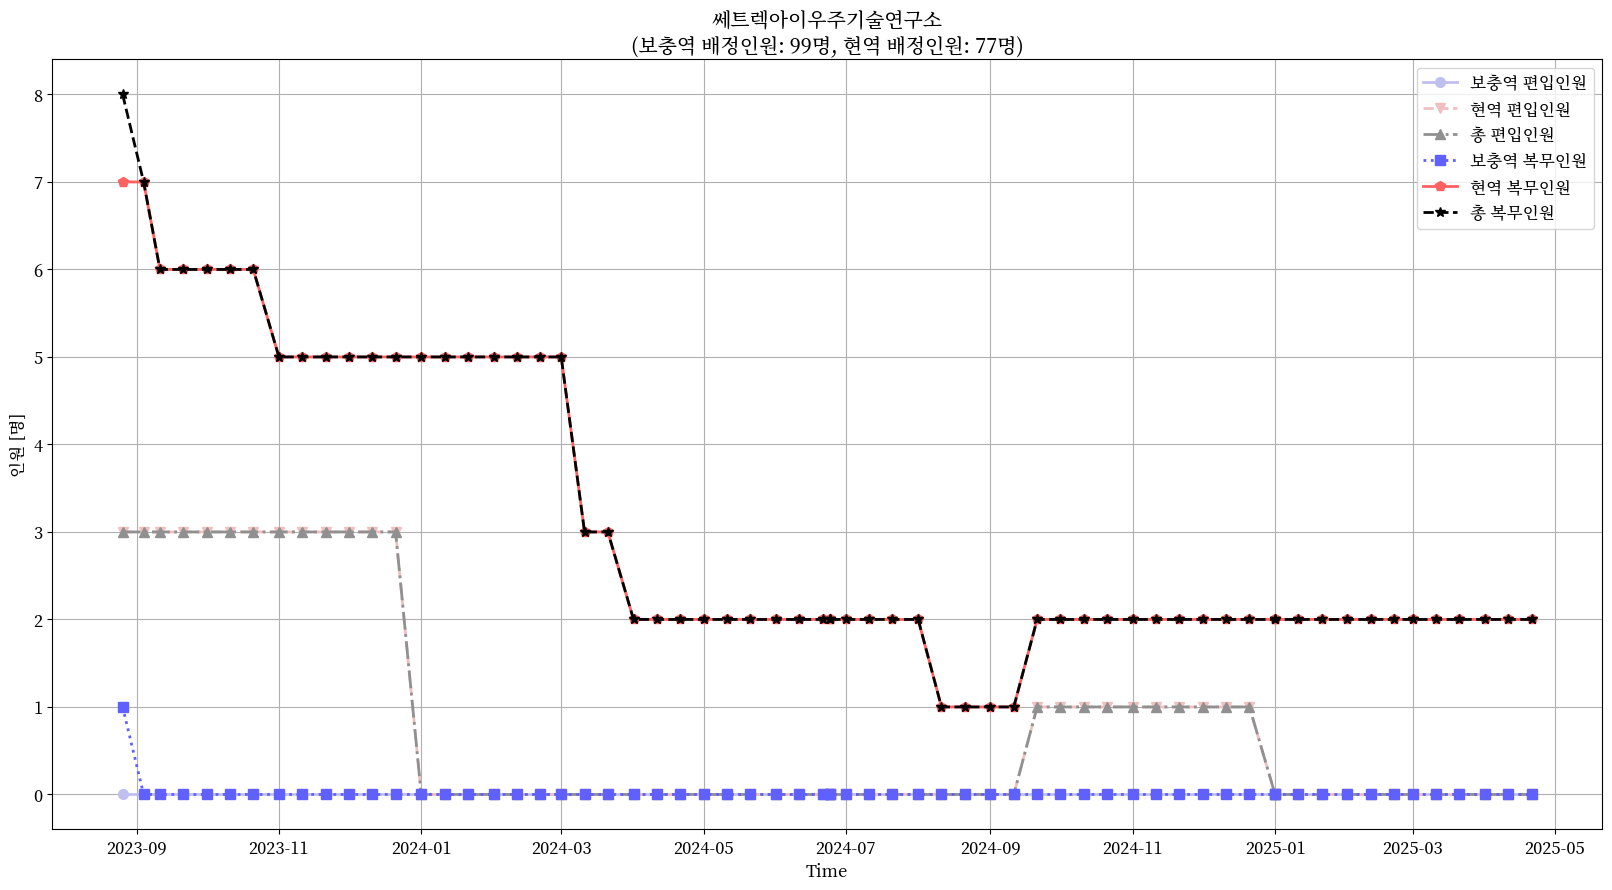 쎄트렉아이우주기술연구소
(보충역 배정인원: 99명, 현역 배정인원: 77명)
보충역 편입인원
현역 편입인원
총 편입인원
보충역 복무인원
현역 복무인원
총 복무인원
인원 [명]
8
7
6
5
4
3
2
1
0
2023-09
2023-11
2024-01
2024-03
2024-05
2024-07
2024-09
2024-11
2025-01
2025-03
2025-05
Time